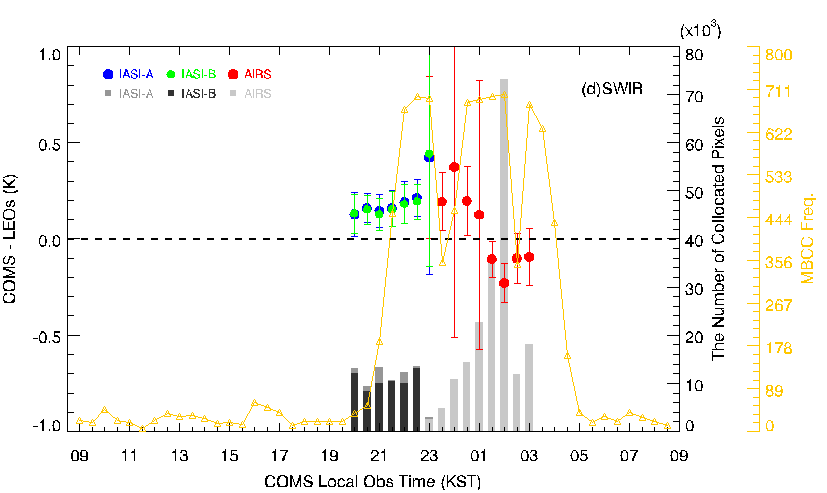 (x10³)
1.0 80 800
IASI-A IASI-B AIRS
IASI-A IASI-B AIRS
(d)SWIR
70 711
0.5 60 622
50 533
0.0 40 444
30 356
-0.5 20 267
10 178
-1.0 0 89
0
COMS - LEOs (K)
The Number of Collocated Pixels
MBCC Freq.
09 11 13 15 17 19 21 23 01 03 05 07 09
COMS Local Obs Time (KST)